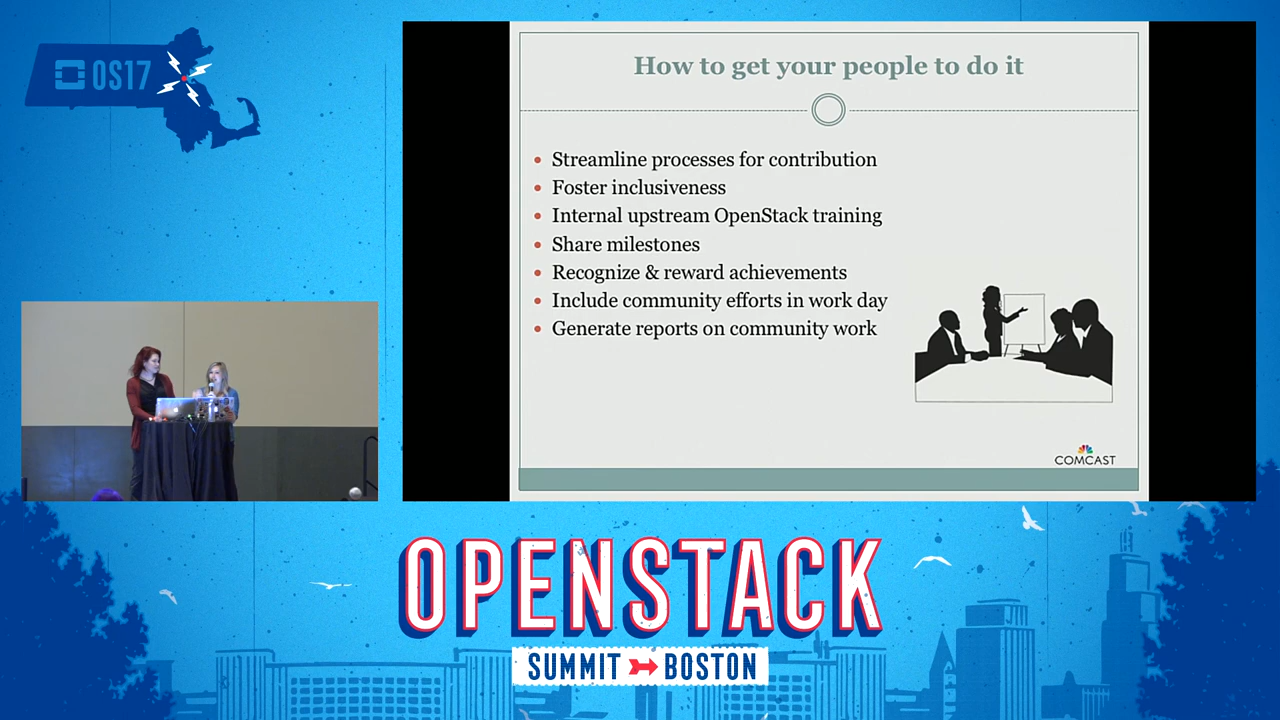 OS17
How to get your people to do it
Streamline processes for contribution
Foster inclusiveness
Internal upstream OpenStack training
Share milestones
Recognize & reward achievements
Include community efforts in work day
Generate reports on community work
COMCAST
OPENSTACK
SUMMIT BOSTON